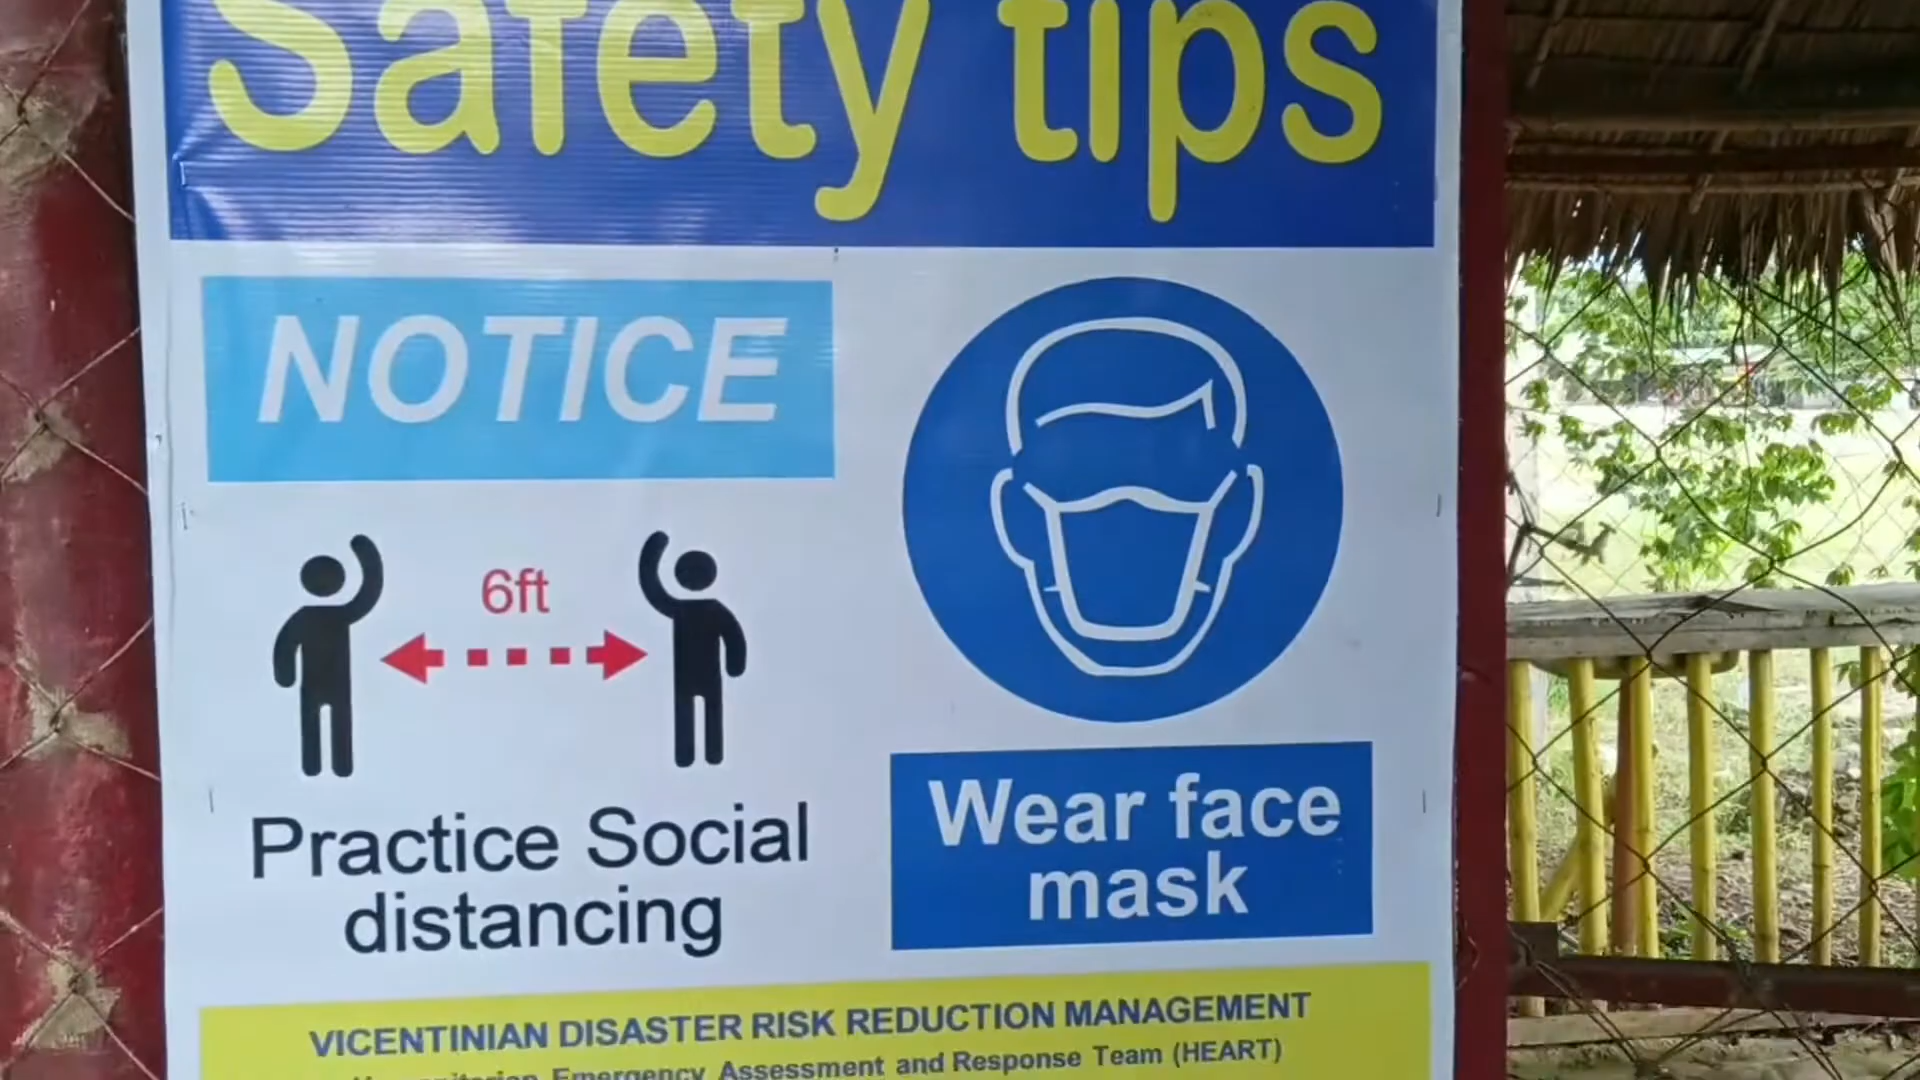 Safety tips
NOTICE
6ft
Practice Social
distancing
Wear face
mask
VICENTINIAN DISASTER RISK REDUCTION MANAGEMENT
Humanitarian Emergency Assessment and Response Team (HEART)